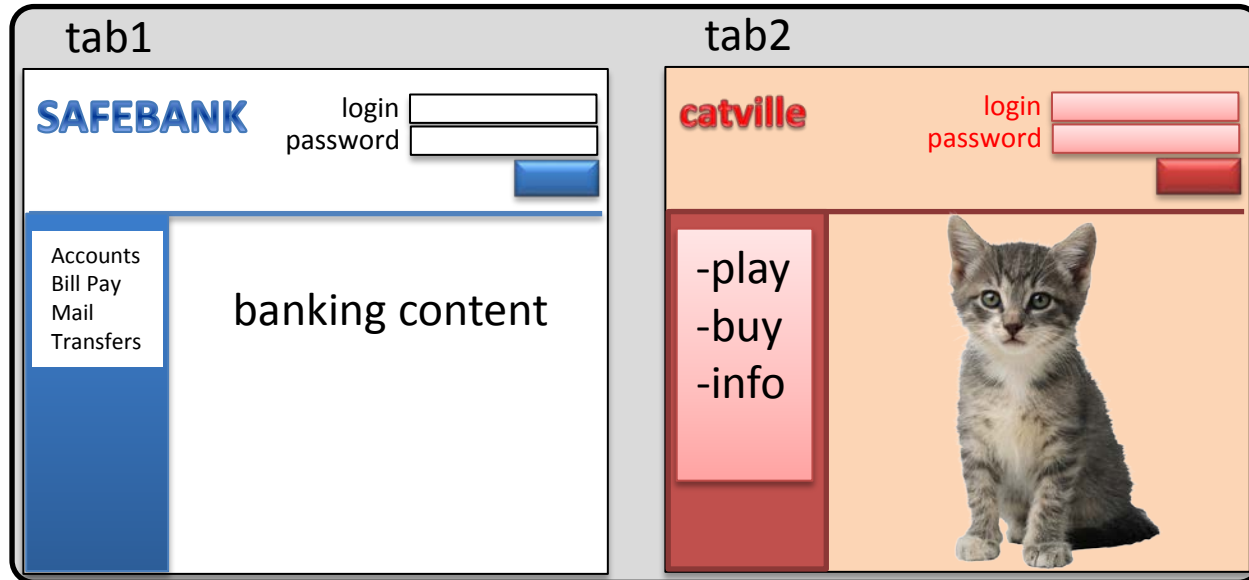 tab1
SAFEBANK
login
password
Accounts
Bill Pay
Mail
Transfers
banking content
tab2
catville
login
password
-play
-buy
-info